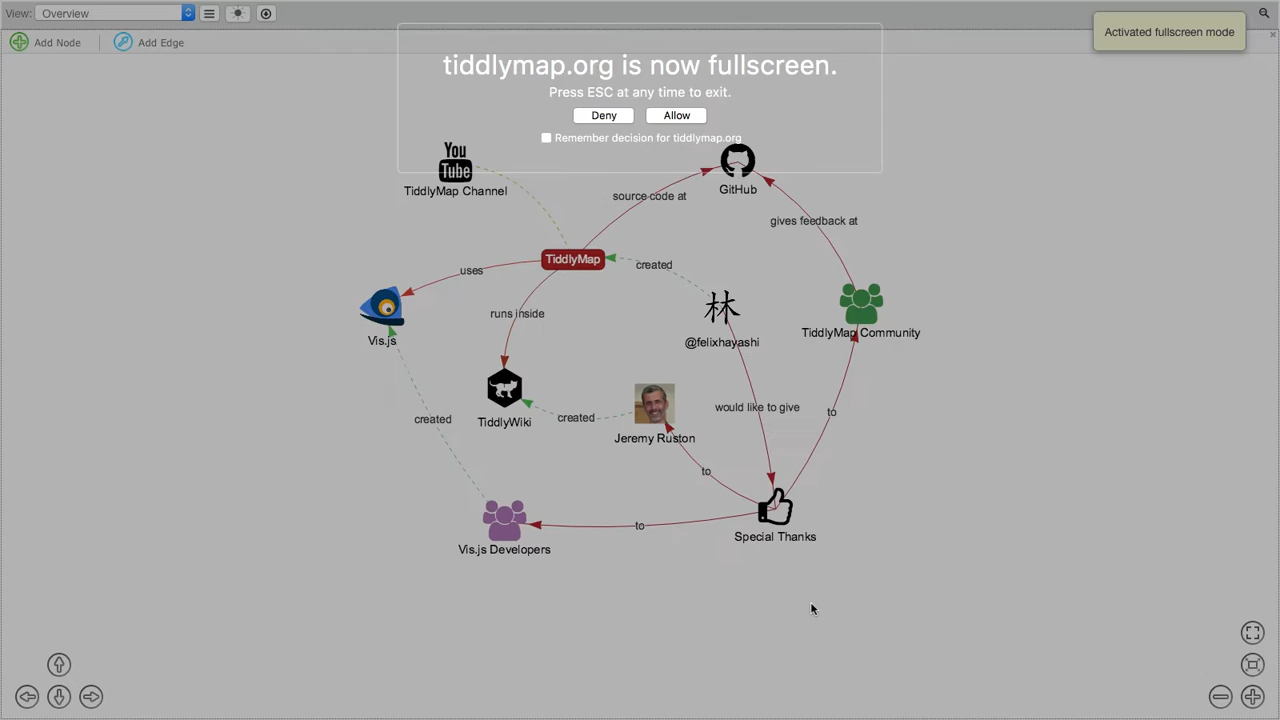 View:
Overview
Activated fullscreen mode
Add Node
Add Edge
tiddlymap.org is now fullscreen.
Press ESC at any time to exit.
Deny
Allow
Remember decision for tiddlymap.org
You
Tube
TiddlyMap Channel
GitHub
source code at
gives feedback at
TiddlyMap
created
uses
runs inside
林
@felixhayashi
TiddlyMap Community
Vis.js
TiddlyWiki
created
Jeremy Ruston
would like to give
to
created
to
to
Special Thanks
Vis.js Developers